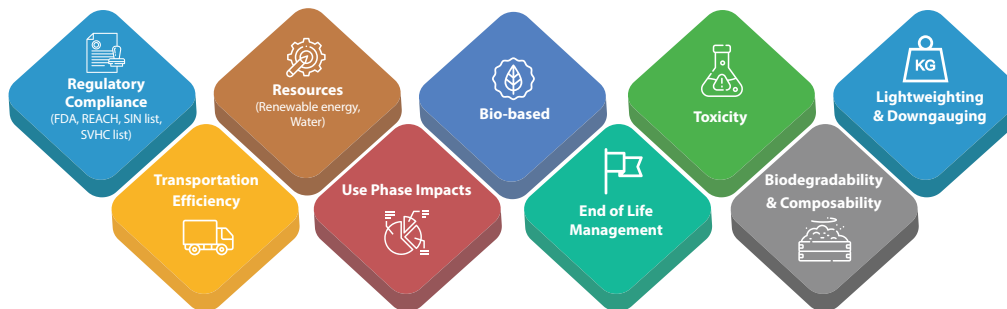 Regulatory
Compliance
(FDA, REACH, SIN list,
SVHC list)
Resources
(Renewable energy,
Water)
Bio-based
Toxicity
KG
Lightweighting
& Downgauging
Transportation
Efficiency
Use Phase Impacts
End of Life
Management
Biodegradability
& Composability